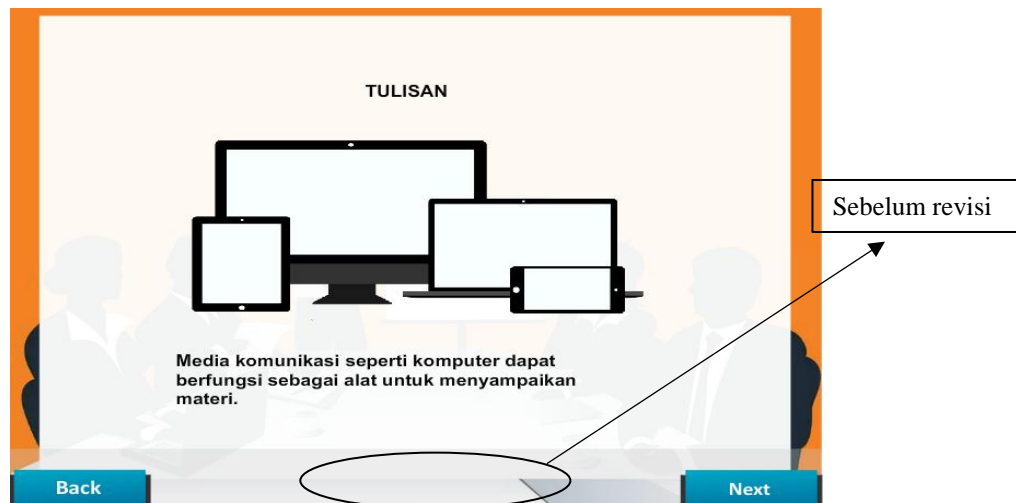 TULISAN
Sebelum revisi
Media komunikasi seperti komputer dapat
berfungsi sebagai alat untuk menyampaikan
materi.
Back
Next